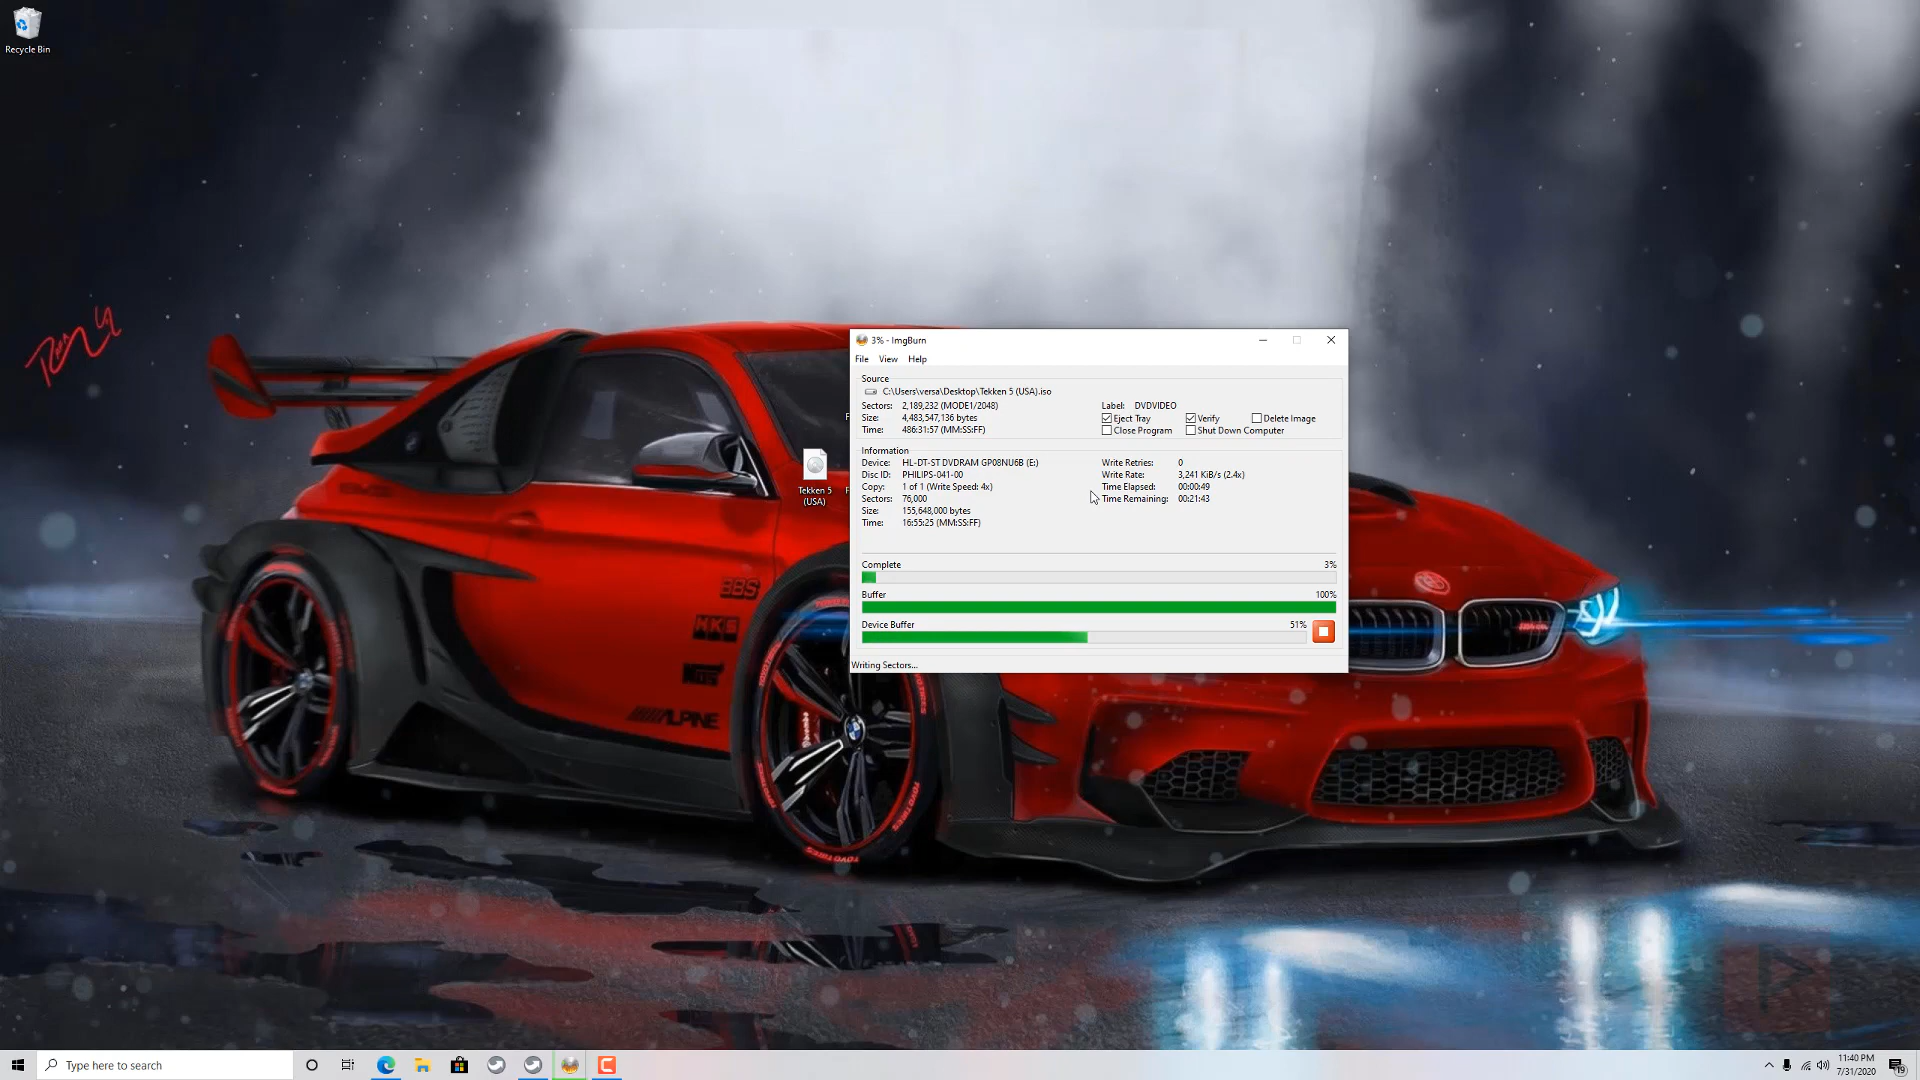 Recycle Bin
Tekken 5
(USA)
3% - ImgBurn
File View Help
Source
C:\Users\versa\Desktop\Tekken 5 (USA).iso
Sectors: 2,189,232 (MODE1/2048)
Size: 4,483,547,136 bytes
Time: 486:31:57 (MM:SS:FF)
Label: DVDVIDEO
Eject Tray Verify Delete Image
Close Program Shut Down Computer
Information
Device: HL-DT-ST DVDRAM GP08NU6B (E:)
Disc ID: PHILIPS-041-00
Copy: 1 of 1 (Write Speed: 4x)
Sectors: 76,000
Size: 155,648,000 bytes
Time: 16:55:25 (MM:SS:FF)
Write Retries: 0
Write Rate: 3,241 KiB/s (2.4x)
Time Elapsed: 00:00:49
Time Remaining: 00:21:43
Complete 3%
Buffer 100%
Device Buffer 51%
Writing Sectors...
BBS
HKS
ALPINE
brembo
TOYO TIRES
TOYO TIRES
Type here to search
11:40 PM
7/31/2020
19